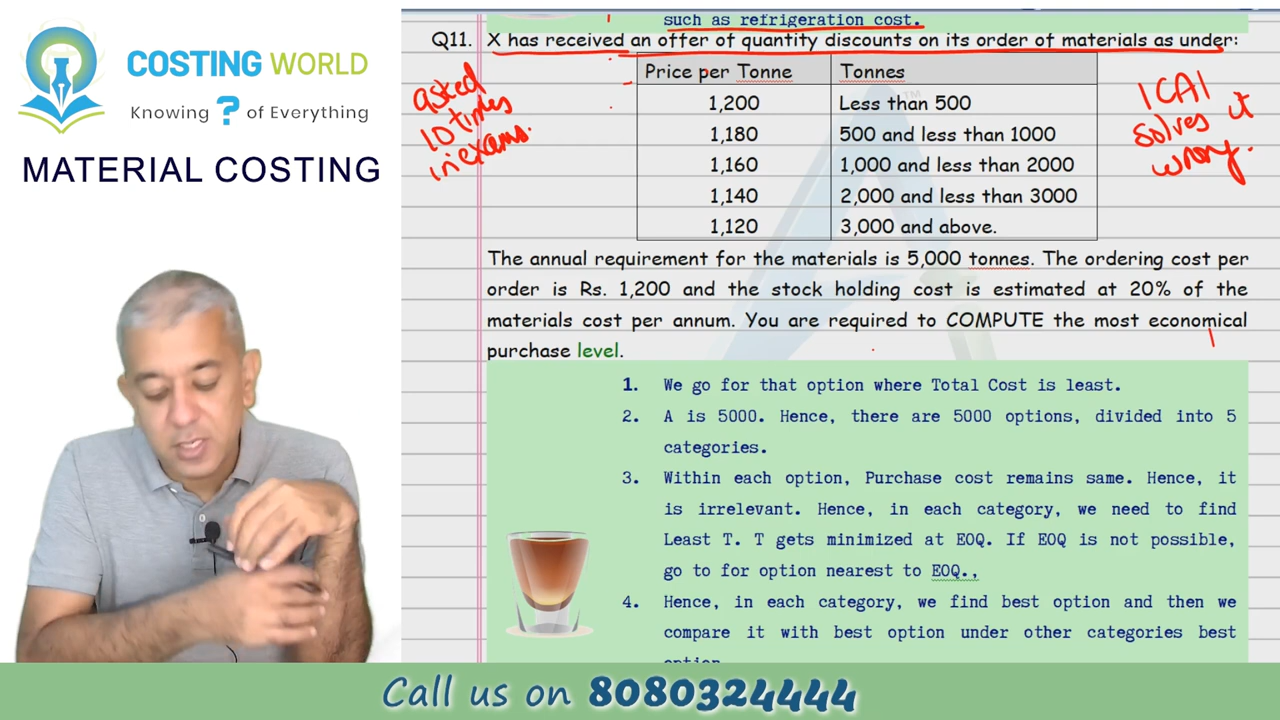 such as refrigeration cost.
Q11. X has received an offer of quantity discounts on its order of materials as under:
COSTING WORLD
Knowing ? of Everything
MATERIAL COSTING
asked
10 times
in exams.
Price per Tonne Tonnes
1,200 Less than 500
1,180 500 and less than 1000
1,160 1,000 and less than 2000
1,140 2,000 and less than 3000
1,120 3,000 and above.
ICAI
solves it
wrong.
TM
The annual requirement for the materials is 5,000 tonnes. The ordering cost per
order is Rs. 1,200 and the stock holding cost is estimated at 20% of the
materials cost per annum. You are required to COMPUTE the most economical
purchase level.
1. We go for that option where Total Cost is least.
2. A is 5000. Hence, there are 5000 options, divided into 5
categories.
3. Within each option, Purchase cost remains same. Hence, it
is irrelevant. Hence, in each category, we need to find
Least T. T gets minimized at EOQ. If EOQ is not possible,
go to for option nearest to EOQ.,
4. Hence, in each category, we find best option and then we
compare it with best option under other categories best
option
Call us on 8080324444